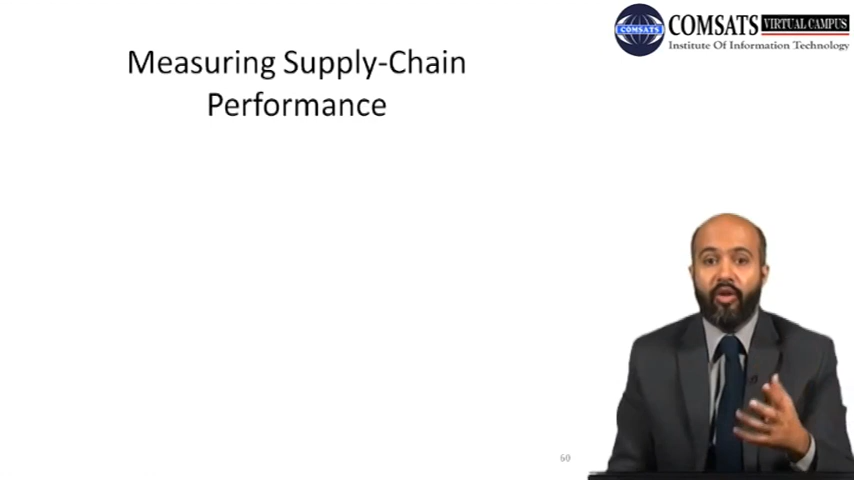 COMSATS VIRTUAL CAMPUS
Institute Of Information Technology
COMSATS
Measuring Supply-Chain
Performance
60